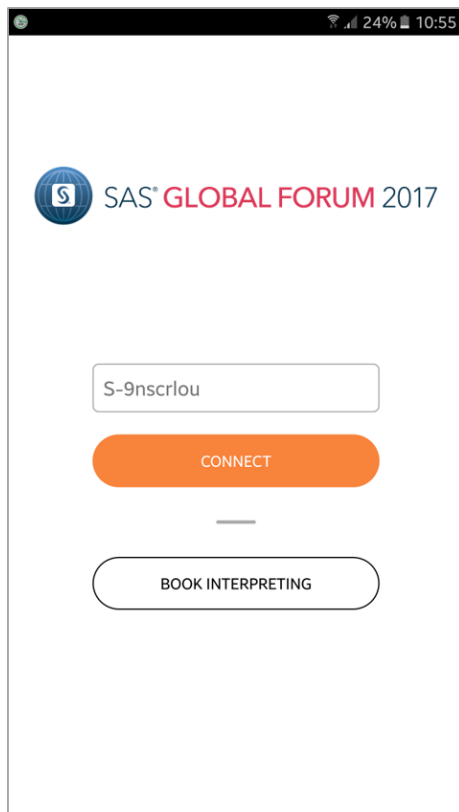 24% 10:55
S SAS® GLOBAL FORUM 2017
S-9nscrlou
CONNECT
BOOK INTERPRETING